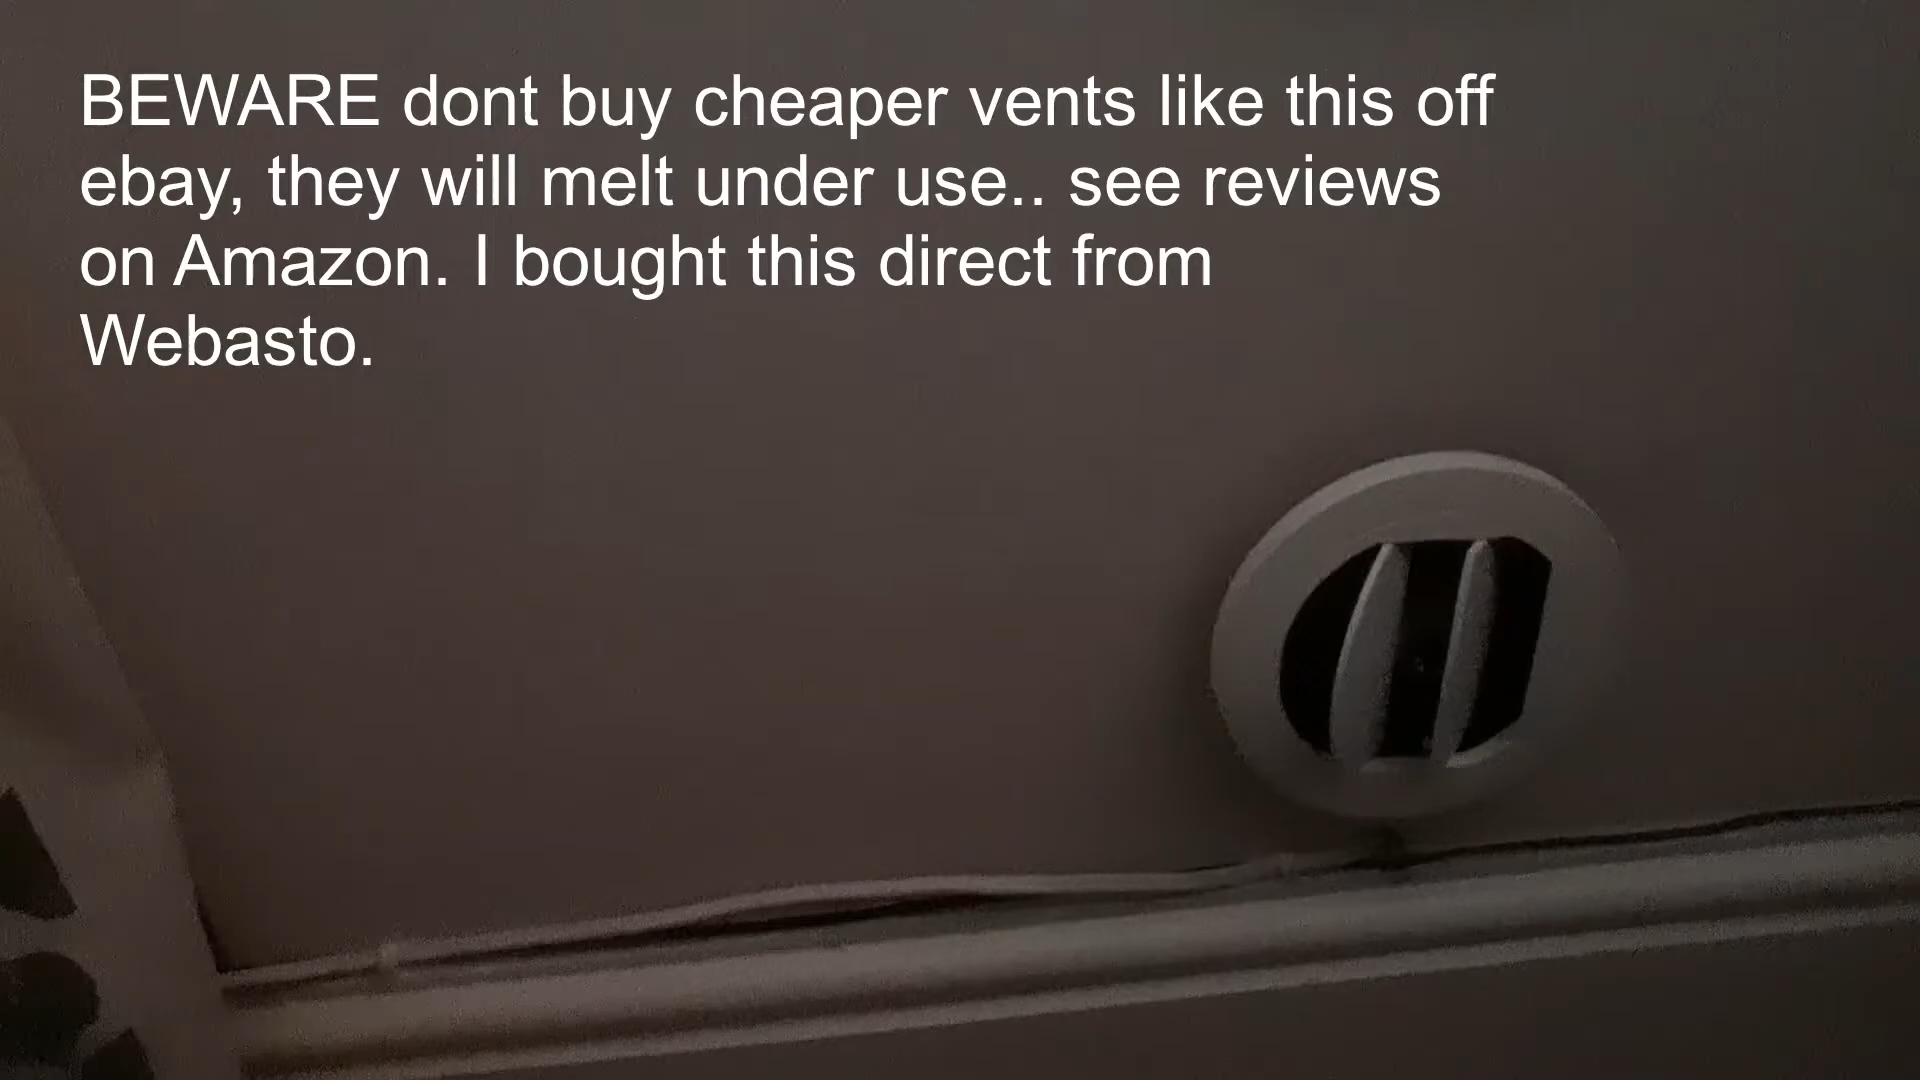 BEWARE dont buy cheaper vents like this off
ebay, they will melt under use.. see reviews
on Amazon. I bought this direct from
Webasto.